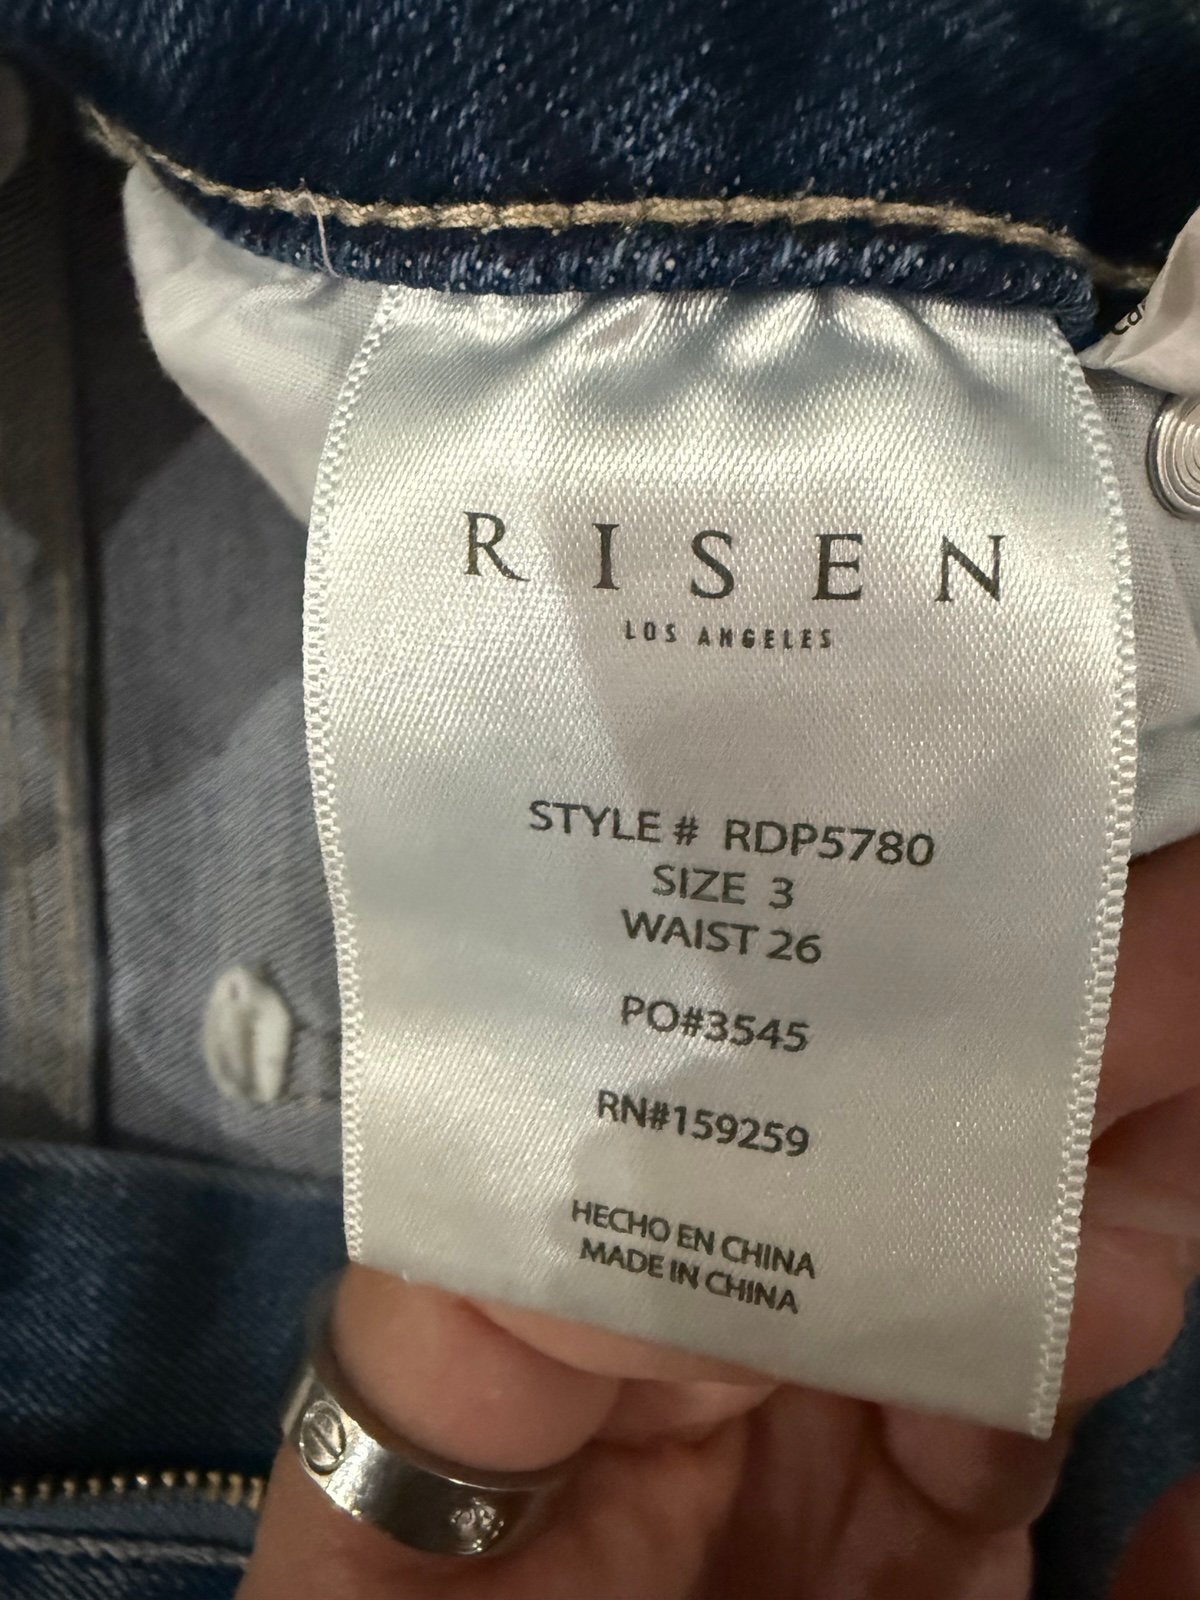 RISEN
LOS ANGELES
STYLE # RDP5780
SIZE 3
WAIST 26
PO#3545
RN#159259
HECHO EN CHINA
MADE IN CHINA